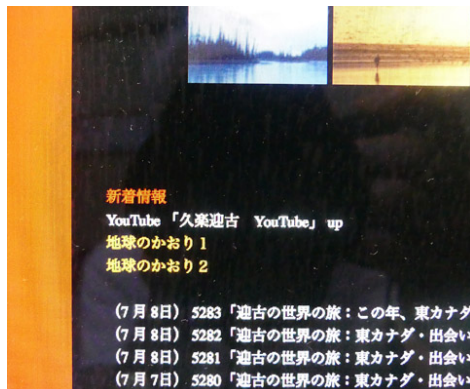 新着情報
YouTube 「久楽迎古　YouTube」 up
地球のかおり１
地球のかおり２
（7月8日） 5283「迎古の世界の旅：この年、東カナダ
（7月8日） 5282「迎古の世界の旅：東カナダ・出会い
（7月8日） 5281「迎古の世界の旅：東カナダ・出会い
（7月7日） 5280「迎古の世界の旅：東カナダ・出会い